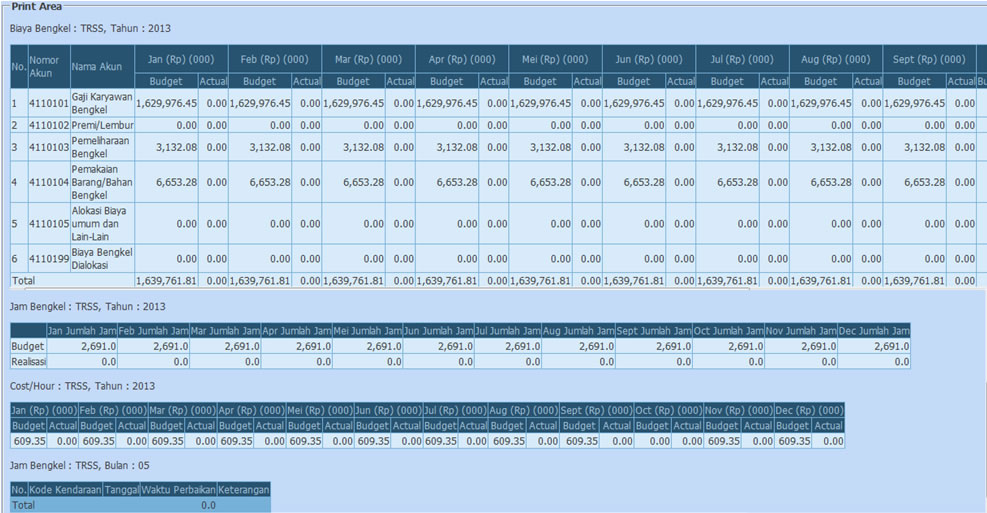 Print Area
Biaya Bengkel : TRSS, Tahun : 2013
No. Nomor Akun Nama Akun Jan (Rp) (000) Feb (Rp) (000) Mar (Rp) (000) Apr (Rp) (000) Mei (Rp) (000) Jun (Rp) (000) Jul (Rp) (000) Aug (Rp) (000) Sept (Rp) (000)
Budget Actual Budget Actual Budget Actual Budget Actual Budget Actual Budget Actual Budget Actual Budget Actual Budget Actual Bu
1 4110101 Gaji Karyawan Bengkel 1,629,976.45 0.00 1,629,976.45 0.00 1,629,976.45 0.00 1,629,976.45 0.00 1,629,976.45 0.00 1,629,976.45 0.00 1,629,976.45 0.00 1,629,976.45 0.00 1,629,976.45 0.00
2 4110102 Premi/Lembur 0.00 0.00 0.00 0.00 0.00 0.00 0.00 0.00 0.00 0.00 0.00 0.00 0.00 0.00 0.00 0.00 0.00 0.00
3 4110103 Pemeliharaan Bengkel 3,132.08 0.00 3,132.08 0.00 3,132.08 0.00 3,132.08 0.00 3,132.08 0.00 3,132.08 0.00 3,132.08 0.00 3,132.08 0.00 3,132.08 0.00
4 4110104 Pemakaian Barang/Bahan Bengkel 6,653.28 0.00 6,653.28 0.00 6,653.28 0.00 6,653.28 0.00 6,653.28 0.00 6,653.28 0.00 6,653.28 0.00 6,653.28 0.00 6,653.28 0.00
5 4110105 Alokasi Biaya umum dan Lain-Lain 0.00 0.00 0.00 0.00 0.00 0.00 0.00 0.00 0.00 0.00 0.00 0.00 0.00 0.00 0.00 0.00 0.00 0.00
6 4110199 Biaya Bengkel Dialokasi 0.00 0.00 0.00 0.00 0.00 0.00 0.00 0.00 0.00 0.00 0.00 0.00 0.00 0.00 0.00 0.00 0.00 0.00
Total 1,639,761.81 0.00 1,639,761.81 0.00 1,639,761.81 0.00 1,639,761.81 0.00 1,639,761.81 0.00 1,639,761.81 0.00 1,639,761.81 0.00 1,639,761.81 0.00 1,639,761.81 0.00
Jam Bengkel : TRSS, Tahun : 2013
Jan Jumlah Jam Feb Jumlah Jam Mar Jumlah Jam Apr Jumlah Jam Mei Jumlah Jam Jun Jumlah Jam Jul Jumlah Jam Aug Jumlah Jam Sept Jumlah Jam Oct Jumlah Jam Nov Jumlah Jam Dec Jumlah Jam
Budget 2,691.0 2,691.0 2,691.0 2,691.0 2,691.0 2,691.0 2,691.0 2,691.0 2,691.0 2,691.0 2,691.0 2,691.0
Realisasi 0.0 0.0 0.0 0.0 0.0 0.0 0.0 0.0 0.0 0.0 0.0 0.0
Cost/Hour : TRSS, Tahun : 2013
Jan (Rp) (000) Feb (Rp) (000) Mar (Rp) (000) Apr (Rp) (000) Mei (Rp) (000) Jun (Rp) (000) Jul (Rp) (000) Aug (Rp) (000) Sept (Rp) (000) Oct (Rp) (000) Nov (Rp) (000) Dec (Rp) (000)
Budget Actual Budget Actual Budget Actual Budget Actual Budget Actual Budget Actual Budget Actual Budget Actual Budget Actual Budget Actual Budget Actual Budget Actual
609.35 0.00 609.35 0.00 609.35 0.00 609.35 0.00 609.35 0.00 609.35 0.00 609.35 0.00 609.35 0.00 609.35 0.00 0.00 0.00 609.35 0.00 609.35 0.00
Jam Bengkel : TRSS, Bulan : 05
No. Kode Kendaraan Tanggal Waktu Perbaikan Keterangan
Total 0.0